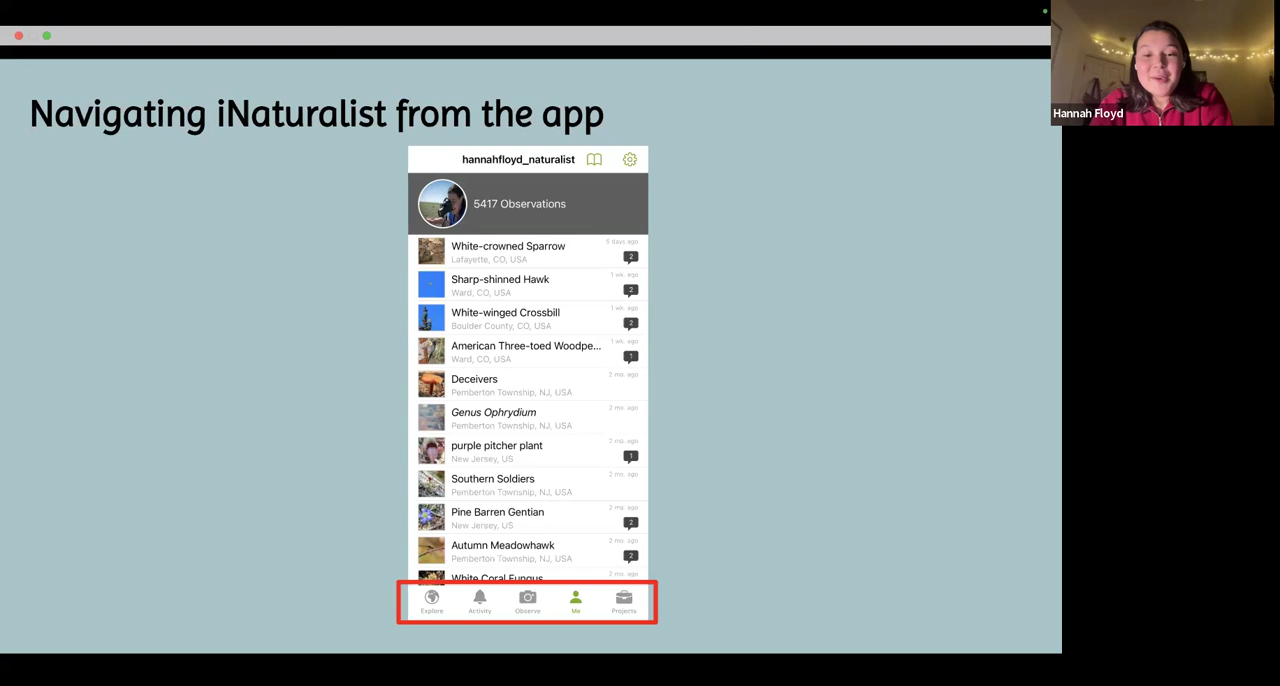 Navigating iNaturalist from the app
Hannah Floyd
hannahfloyd_naturalist
5417 Observations
White-crowned Sparrow
5 days ago
Lafayette, CO, USA
2
Sharp-shinned Hawk
1 wk. ago
Ward, CO, USA
2
White-winged Crossbill
1 wk. ago
Boulder County, CO, USA
2
American Three-toed Woodpe...
1 wk. ago
Ward, CO, USA
1
Deceivers
2 mo. ago
Pemberton Township, NJ, USA
Genus Ophrydium
2 mo. ago
Pemberton Township, NJ, USA
purple pitcher plant
2 mo. ago
New Jersey, US
1
Southern Soldiers
2 mo. ago
Pemberton Township, NJ, USA
Pine Barren Gentian
2 mo. ago
New Jersey, US
2
Autumn Meadowhawk
2 mo. ago
Pemberton Township, NJ, USA
2
White Coral Fungus
2 mo. ago
Explore
Activity
Observe
Me
Projects